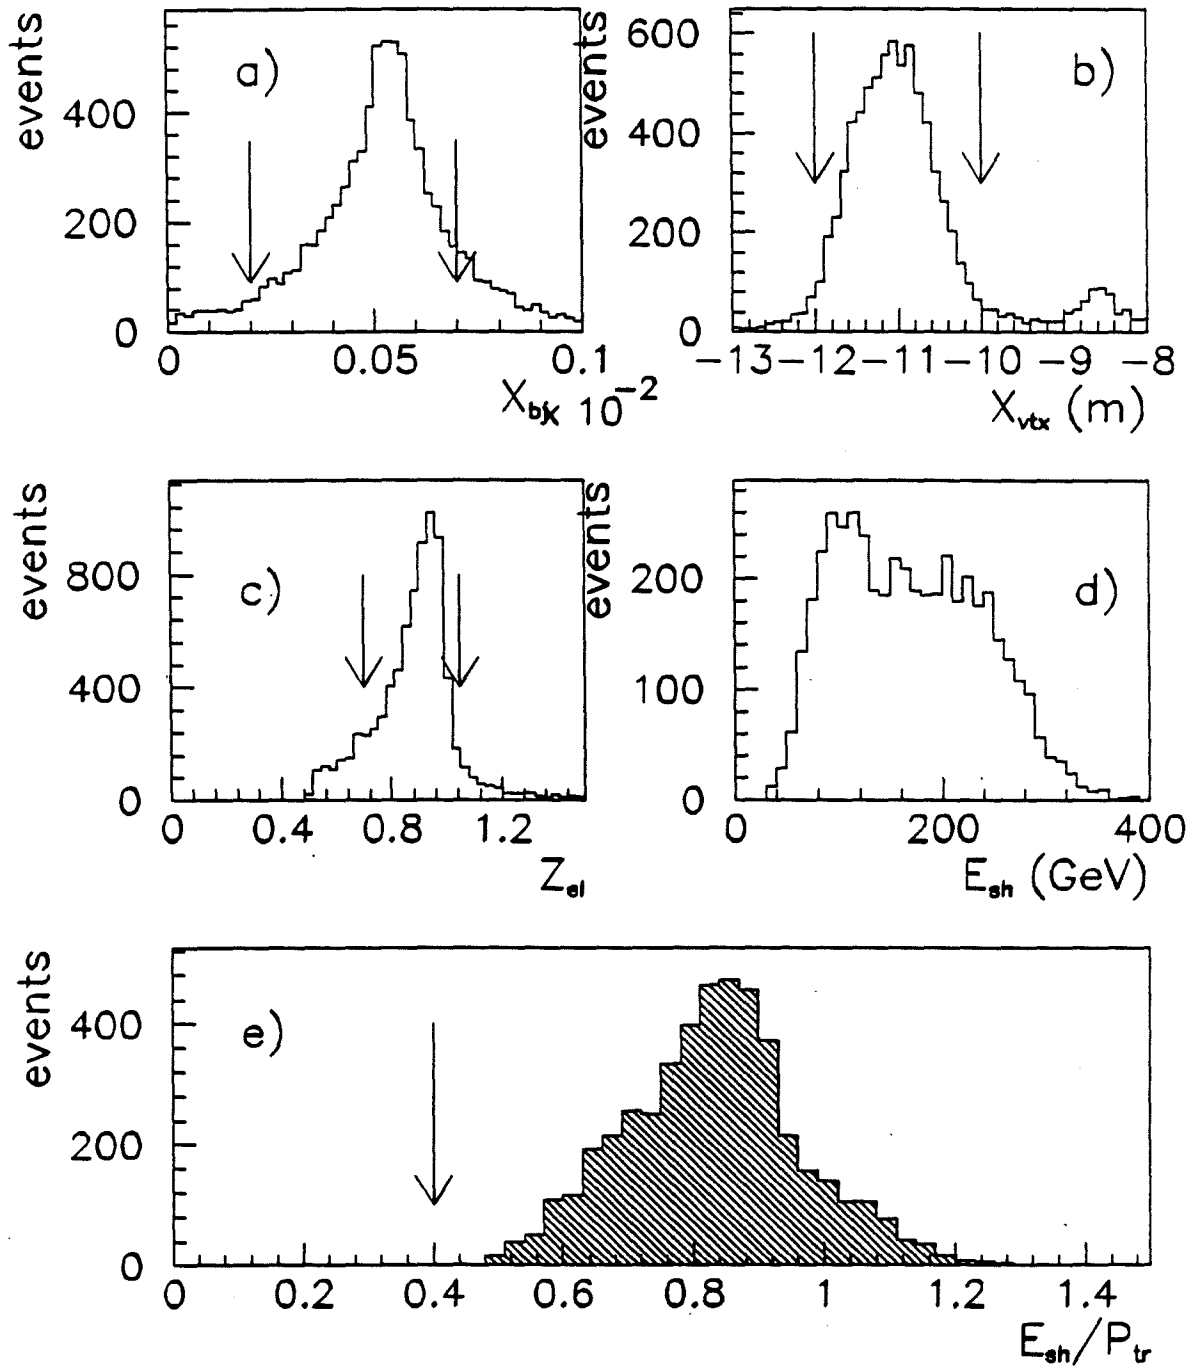 events
a)
400
200
0
0 0.05 0.1
X_bj x 10^-2
events
b)
600
400
200
0
-13 -12 -11 -10 -9 -8
X_vtx (m)
events
c)
800
400
0
0 0.4 0.8 1.2
Z_el
events
d)
200
100
0
0 200 400
E_sh (GeV)
events
e)
400
200
0
0 0.2 0.4 0.6 0.8 1 1.2 1.4
E_sh/P_tr